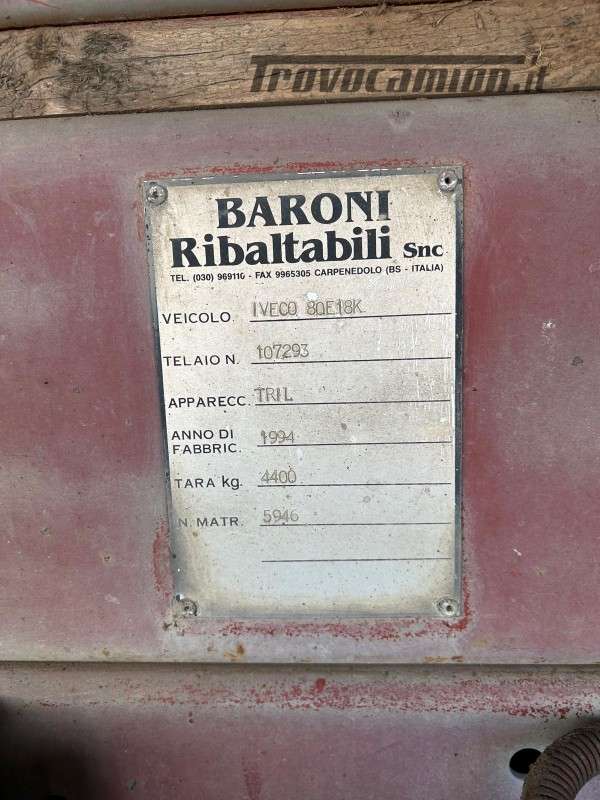 Trovocamion.it
BARONI
Ribaltabili Snc
TEL. (030) 969116 - FAX 9965305 CARPENEDOLO (BS - ITALIA)
VEICOLO IVECO 80E18K
TELAIO N. 107293
APPARECC. TRIL
ANNO DI
FABBRIC. 1994
TARA kg. 4400
N. MATR. 5946